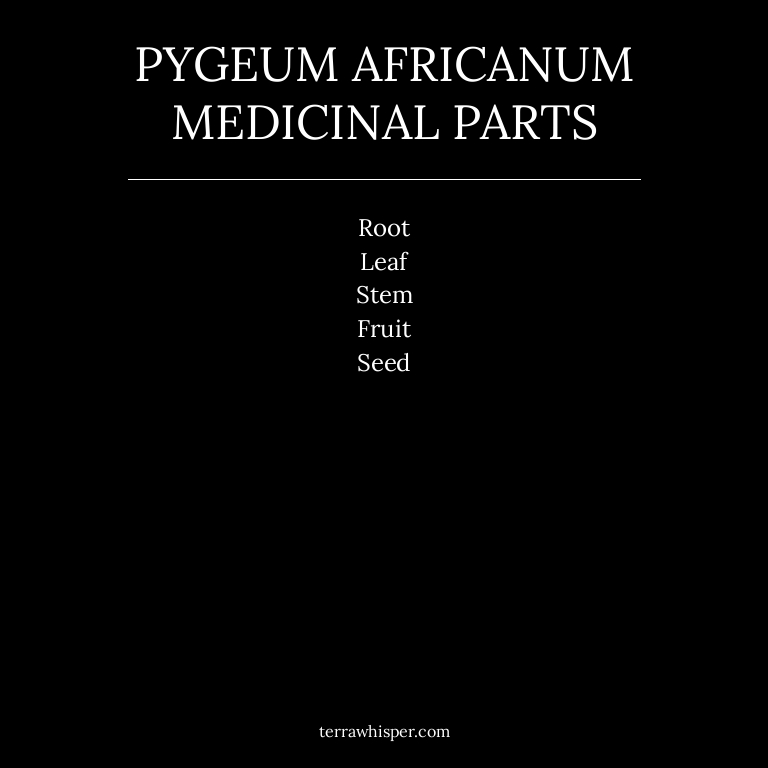 PYGEUM AFRICANUM
MEDICINAL PARTS
Root
Leaf
Stem
Fruit
Seed
terrawhisper.com